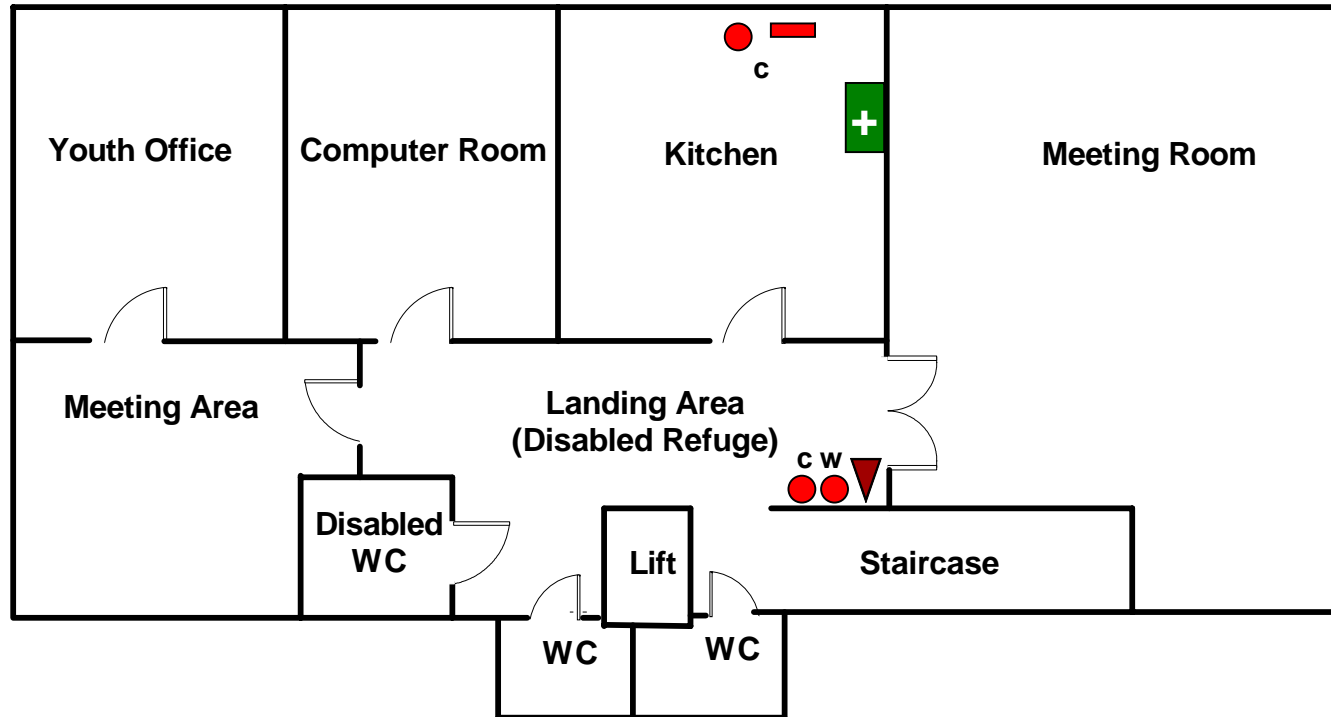 c
Youth Office
Computer Room
Kitchen
Meeting Room
Meeting Area
Landing Area
(Disabled Refuge)
c w
Disabled
WC
Lift
Staircase
WC
WC